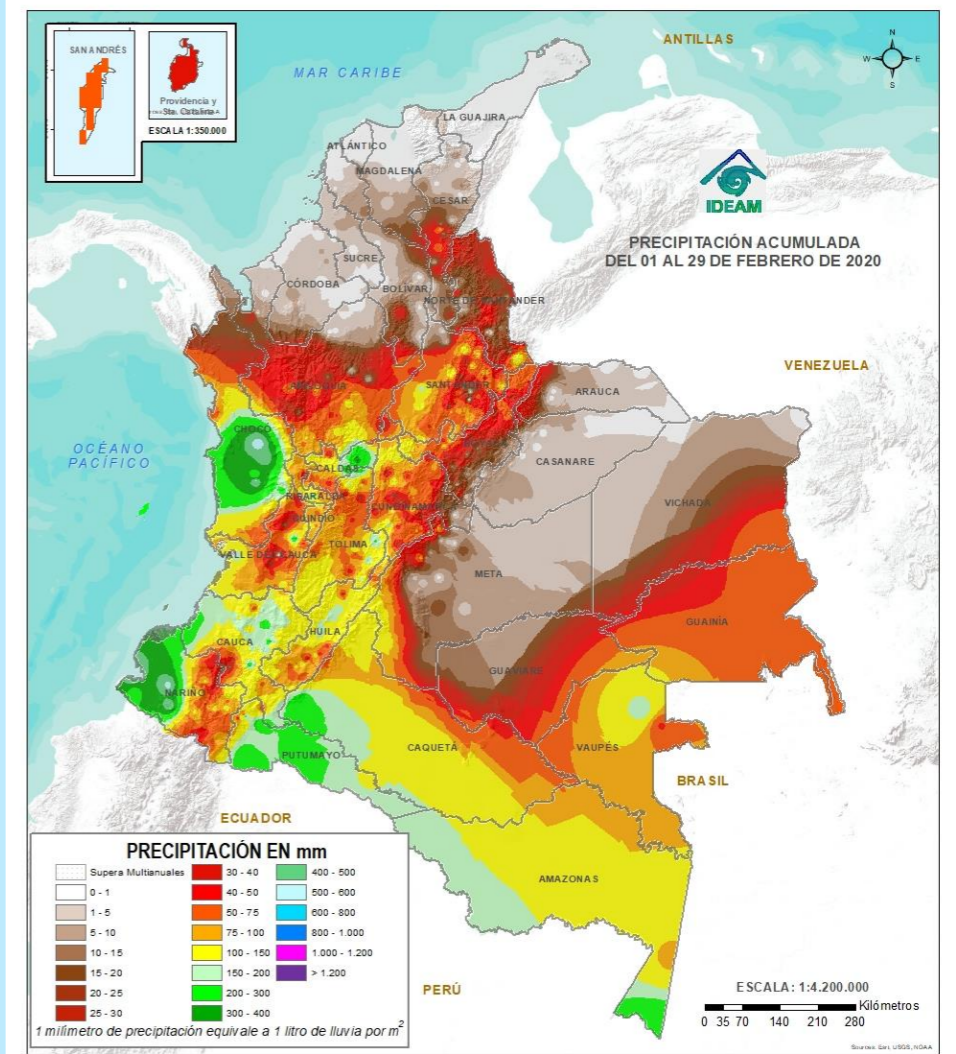 SAN ANDRÉS
Providencia y
Sta. Catalina
ESCALA 1:350.000
ANTILLAS
N
W
E
S
MAR CARIBE
LA GUAJIRA
ATLÁNTICO
MAGDALENA
CESAR
IDEAM
PRECIPITACIÓN ACUMULADA
DEL 01 AL 29 DE FEBRERO DE 2020
SUCRE
CÓRDOBA
BOLÍVAR
NORTE DE SANTANDER
VENEZUELA
ANTIOQUIA
SANTANDER
ARAUCA
OCÉANO
PACÍFICO
CHOCÓ
CASANARE
CALDAS
RISARALDA
CUNDINAMARCA
VICHADA
QUINDÍO
TOLIMA
VALLE DEL CAUCA
META
GUAINÍA
HUILA
CAUCA
GUAVIARE
NARIÑO
CAQUETÁ
VAUPÉS
PUTUMAYO
BRASIL
ECUADOR
AMAZONAS
PERÚ
PRECIPITACIÓN EN mm
Supera Multianuales
0 - 1
1 - 5
5 - 10
10 - 15
15 - 20
20 - 25
25 - 30
30 - 40
40 - 50
50 - 75
75 - 100
100 - 150
150 - 200
200 - 300
300 - 400
400 - 500
500 - 600
600 - 800
800 - 1.000
1.000 - 1.200
> 1.200
1 milímetro de precipitación equivale a 1 litro de lluvia por m²
ESCALA: 1:4.200.000
Kilómetros
0 35 70 140 210 280
Sources: Esri, USGS, NOAA